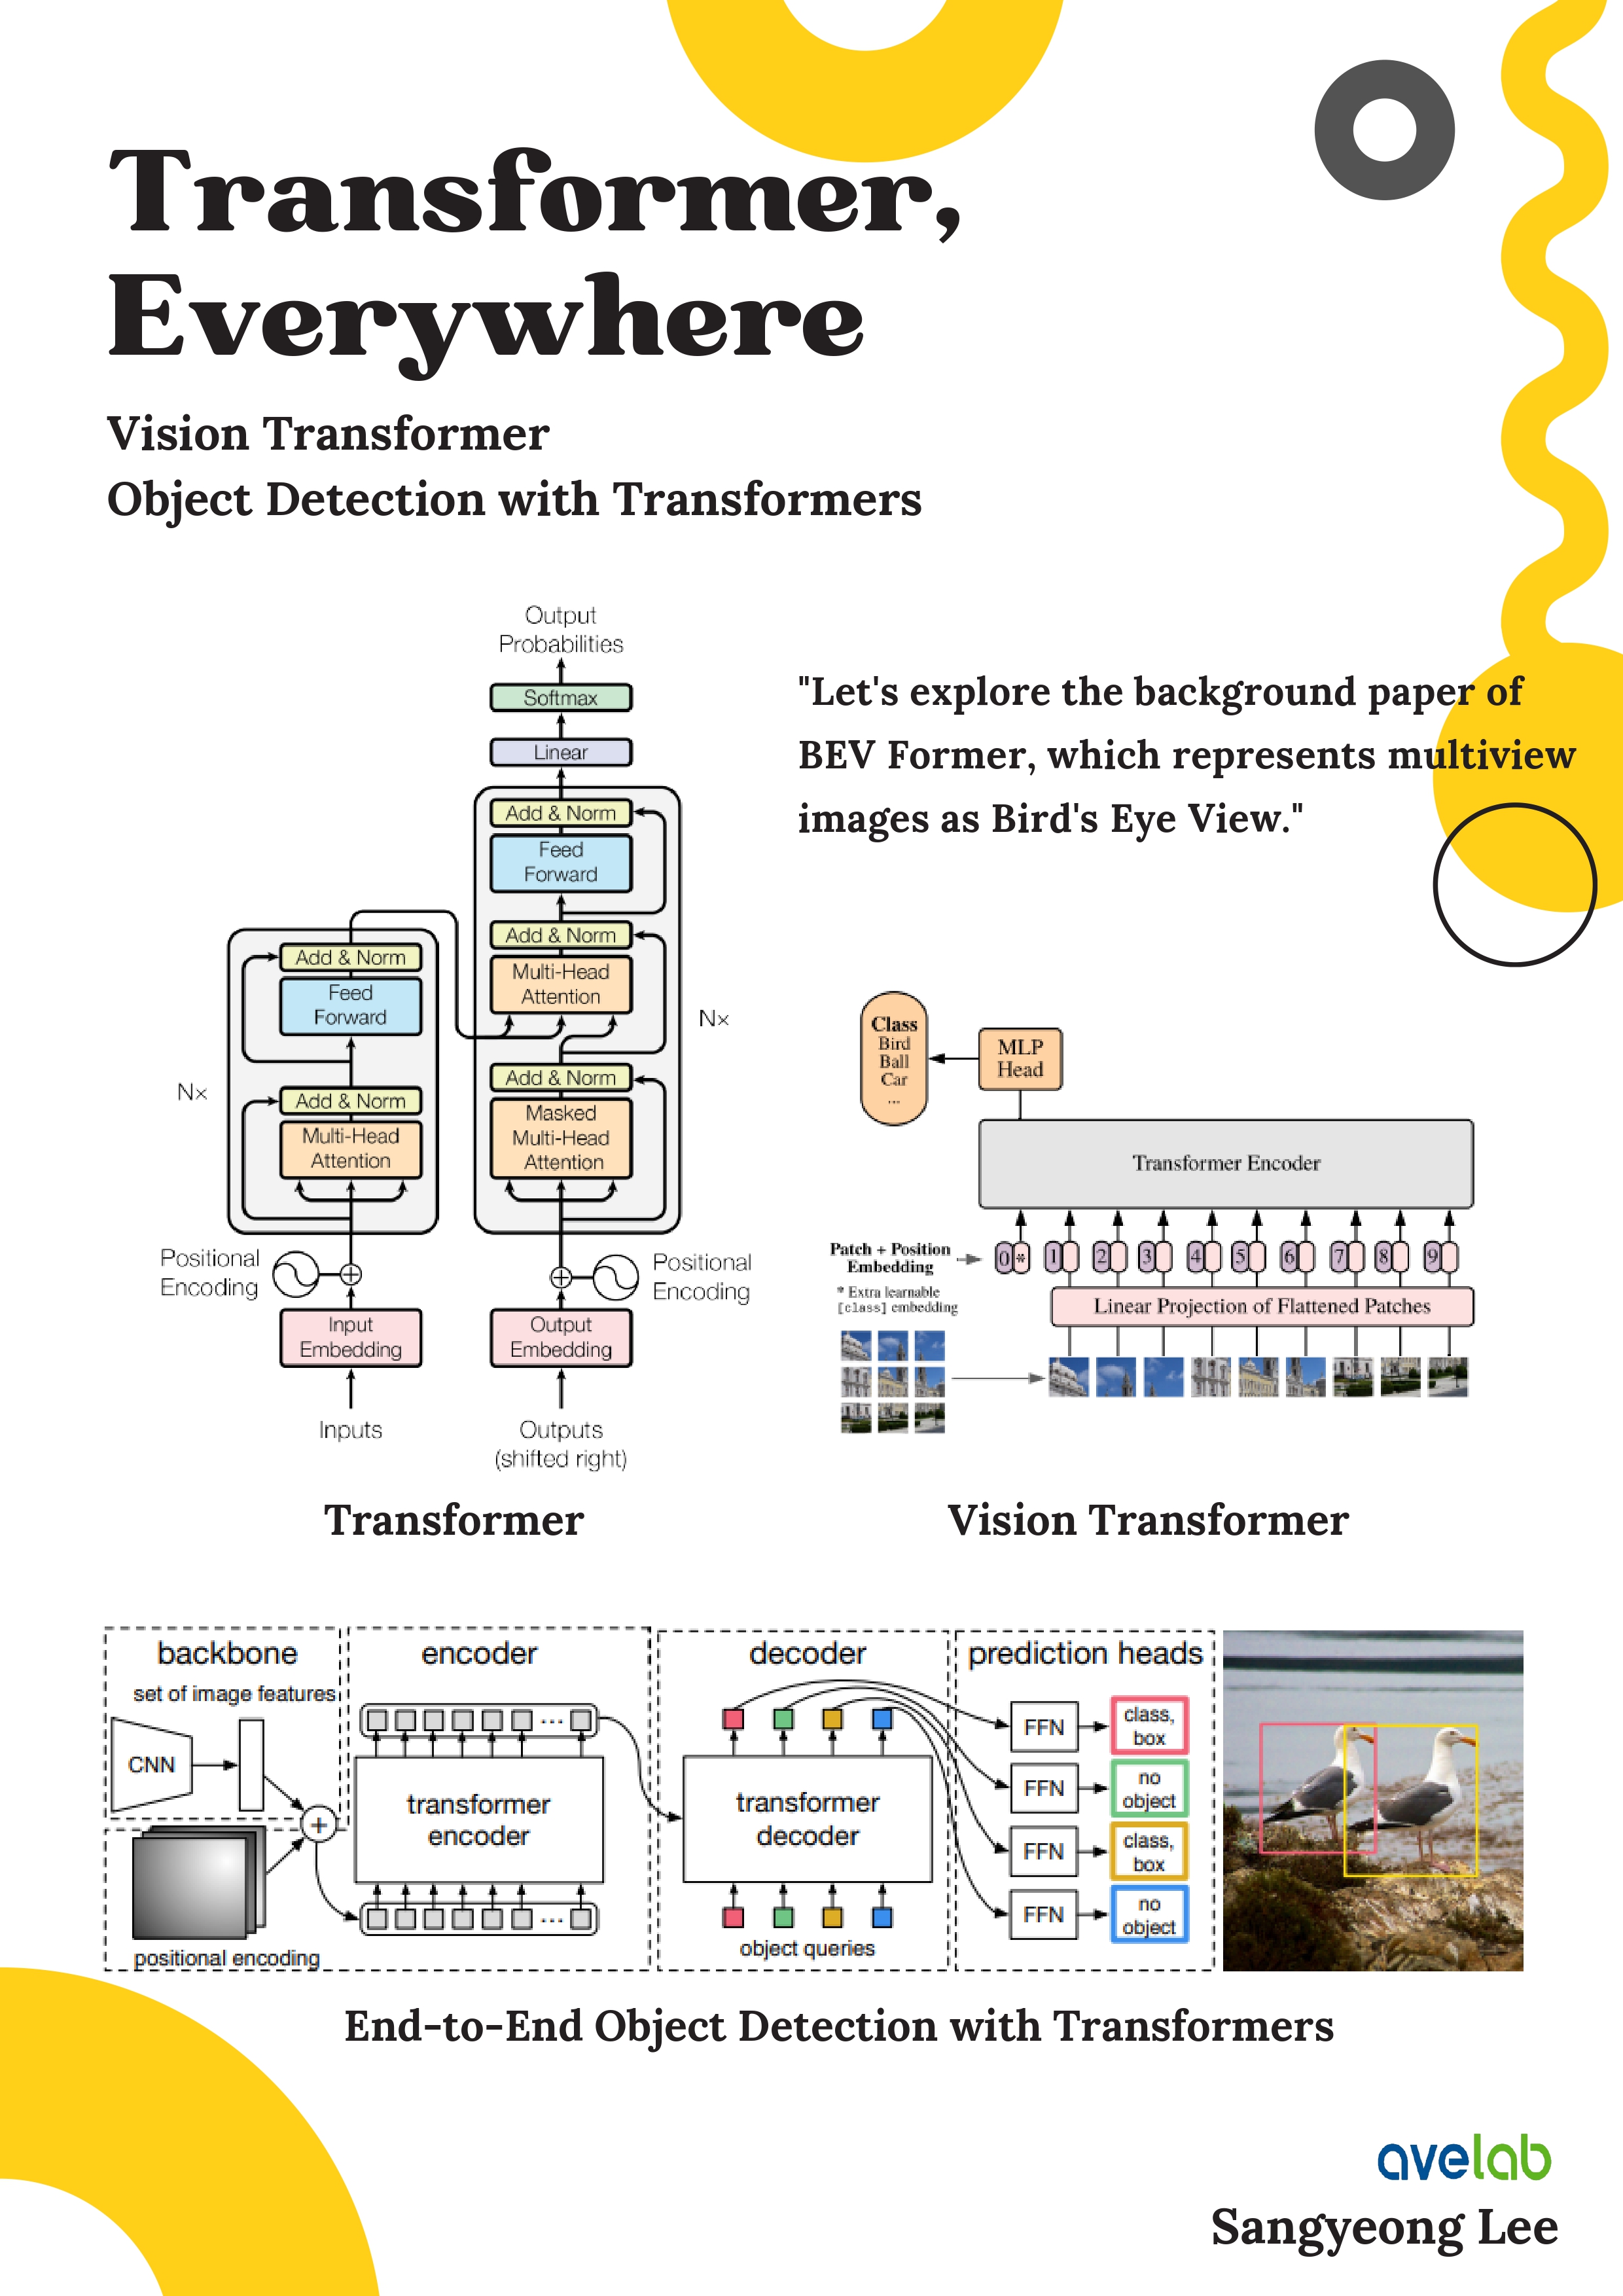 Transformer,
Everywhere
Vision Transformer
Object Detection with Transformers
Output
Probabilities
Softmax
Linear
Add & Norm
Feed
Forward
Add & Norm
Multi-Head
Attention
Add & Norm
Masked
Multi-Head
Attention
N×
Add & Norm
Feed
Forward
Add & Norm
Multi-Head
Attention
N×
Positional
Encoding
Positional
Encoding
Input
Embedding
Output
Embedding
Inputs
Outputs
(shifted right)
Transformer
"Let's explore the background paper of
BEV Former, which represents multiview
images as Bird's Eye View."
Class
Bird
Ball
Car
...
MLP
Head
Transformer Encoder
Patch + Position
Embedding
* Extra learnable
[class] embedding
0 * 1 2 3 4 5 6 7 8 9
Linear Projection of Flattened Patches
Vision Transformer
backbone
set of image features
CNN
+
positional encoding
encoder
...
transformer
encoder
...
decoder
transformer
decoder
object queries
prediction heads
FFN
class,
box
FFN
no
object
FFN
class,
box
FFN
no
object
End-to-End Object Detection with Transformers
avelab
Sangyeong Lee